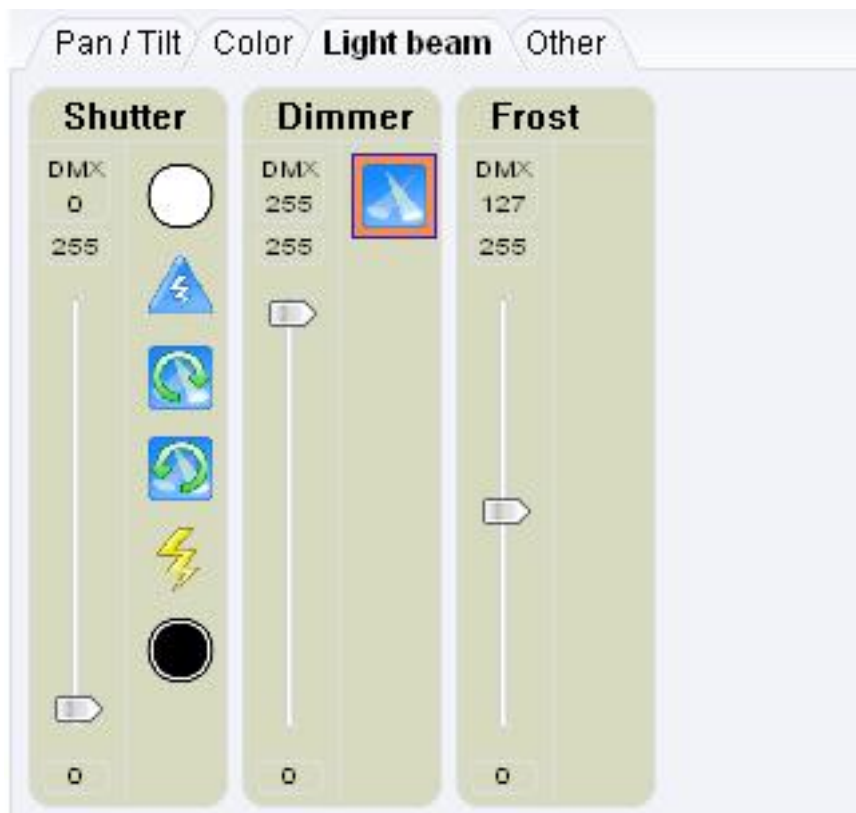 Pan / Tilt Color Light beam Other
Shutter Dimmer Frost
DMX DMX DMX
0 255 127
255 255 255
0 0 0